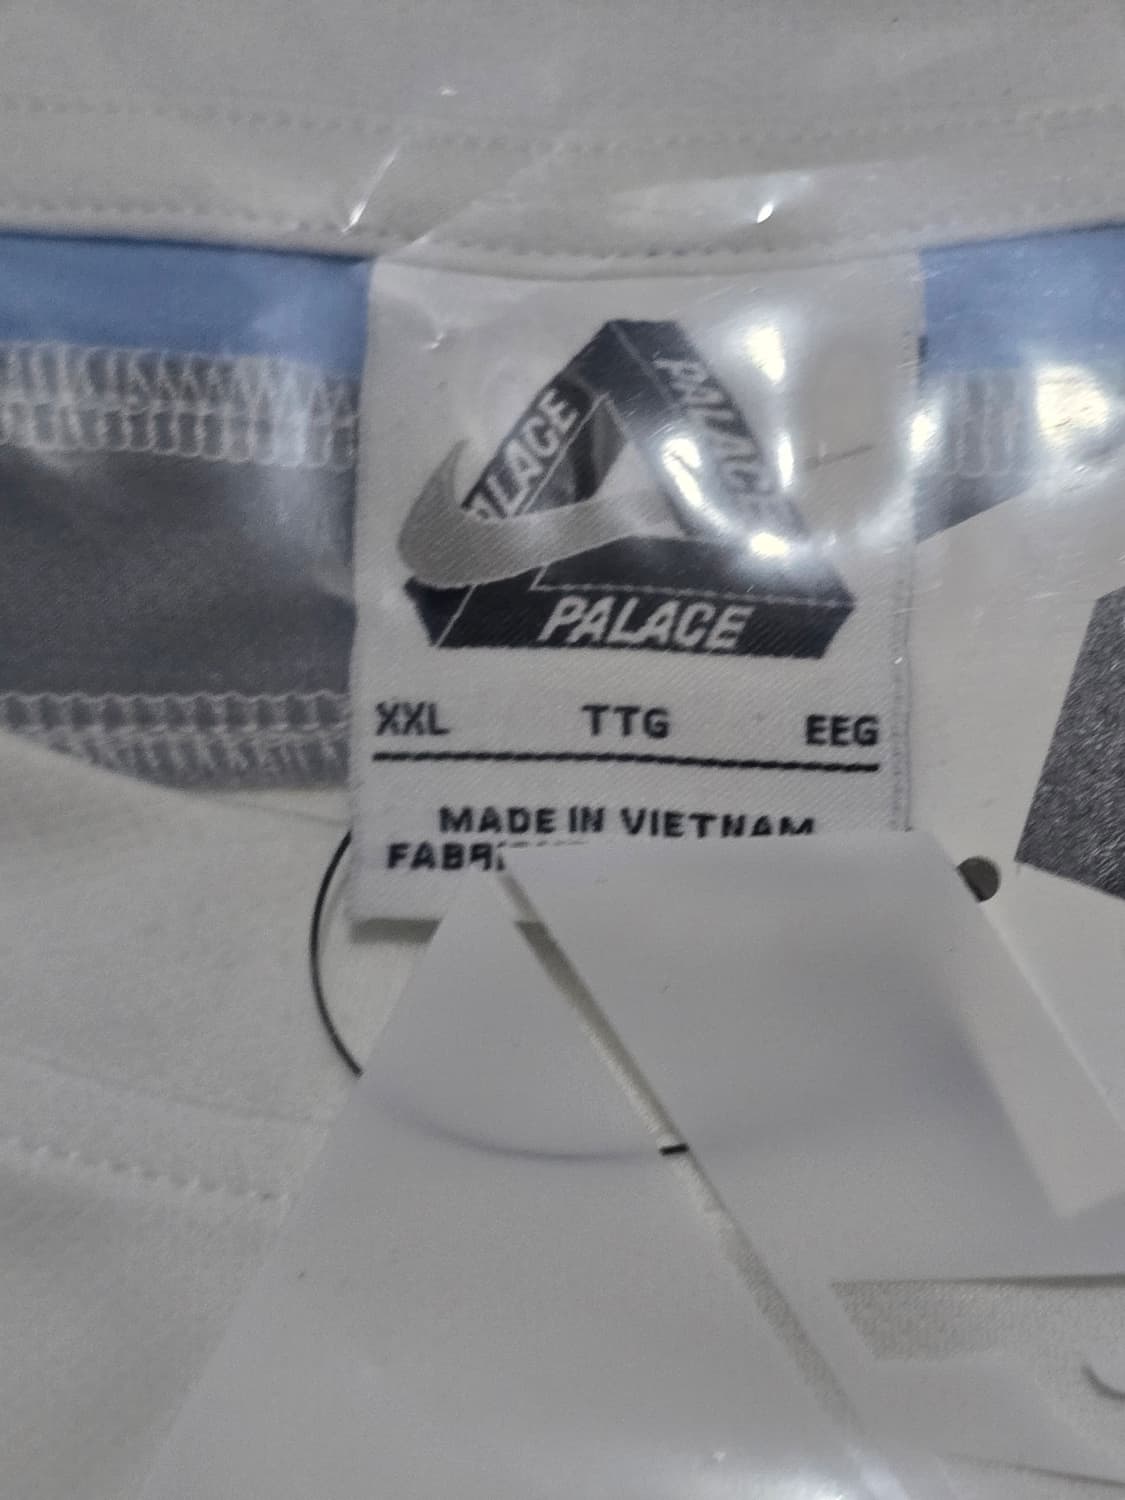 PALACE
PALACE
PALACE
XXL TTG EEG
MADE IN VIETNAM